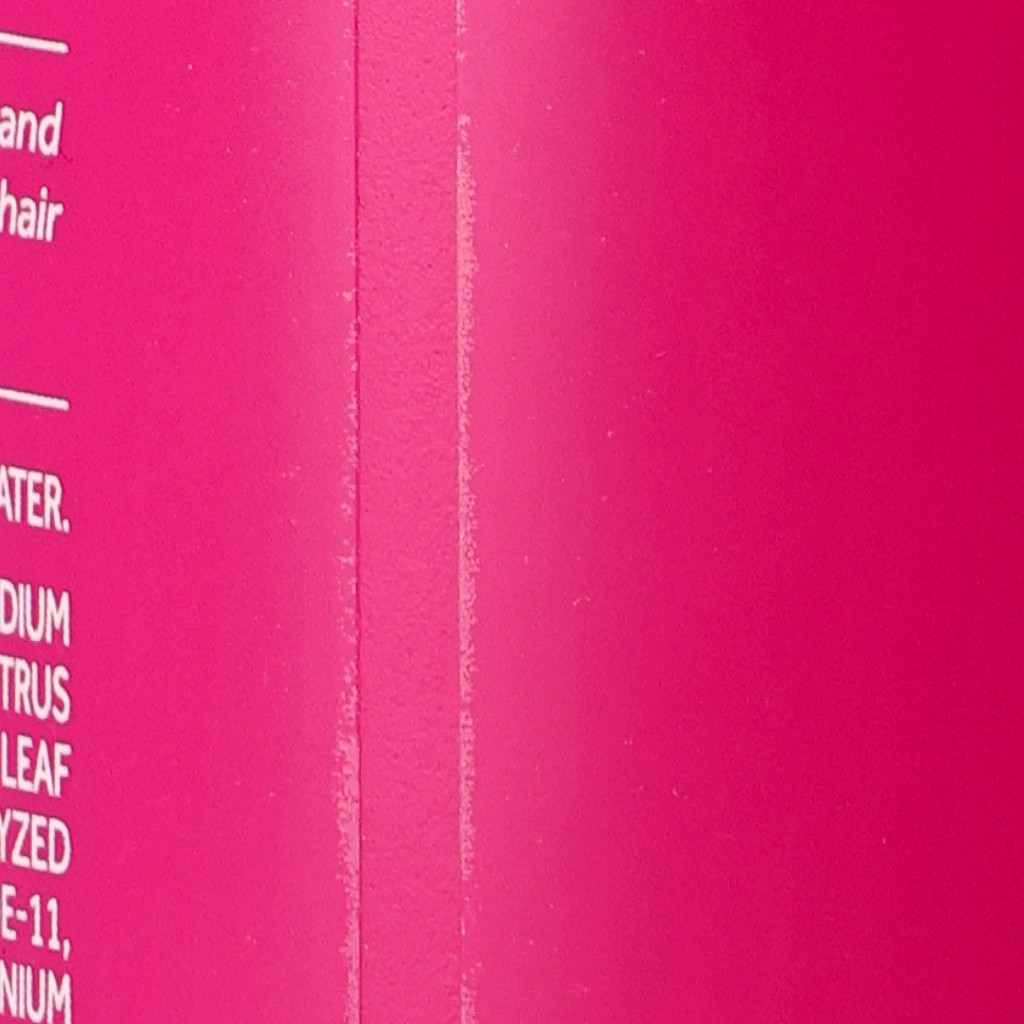 and
hair
ATER.
DIUM
TRUS
LEAF
YZED
E-11,
NIUM